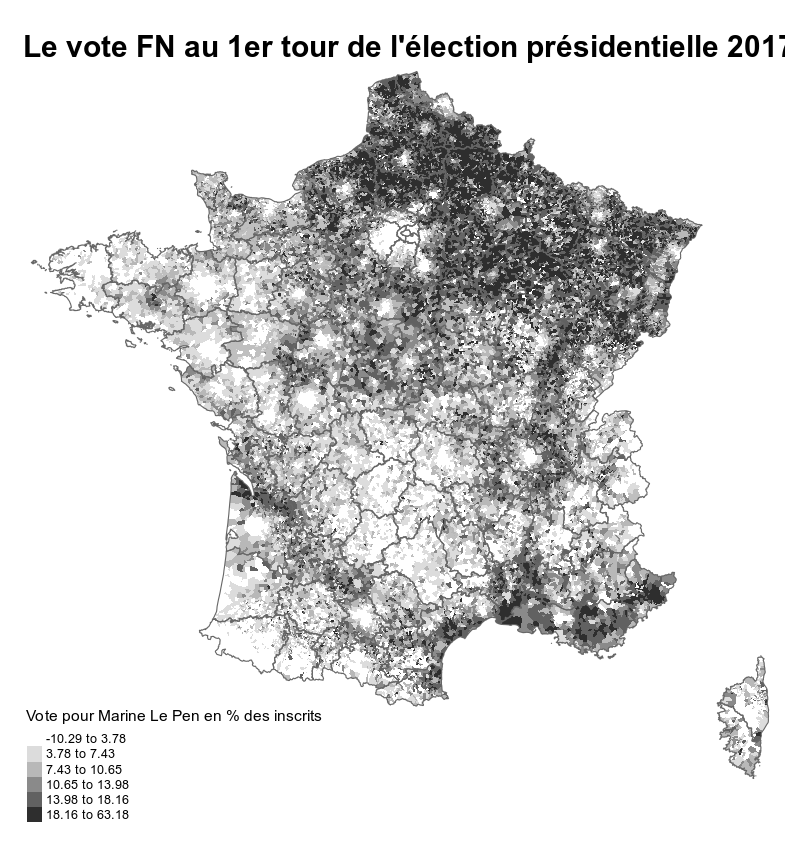 Le vote FN au 1er tour de l'élection présidentielle 2017
Vote pour Marine Le Pen en % des inscrits
-10.29 to 3.78
3.78 to 7.43
7.43 to 10.65
10.65 to 13.98
13.98 to 18.16
18.16 to 63.18